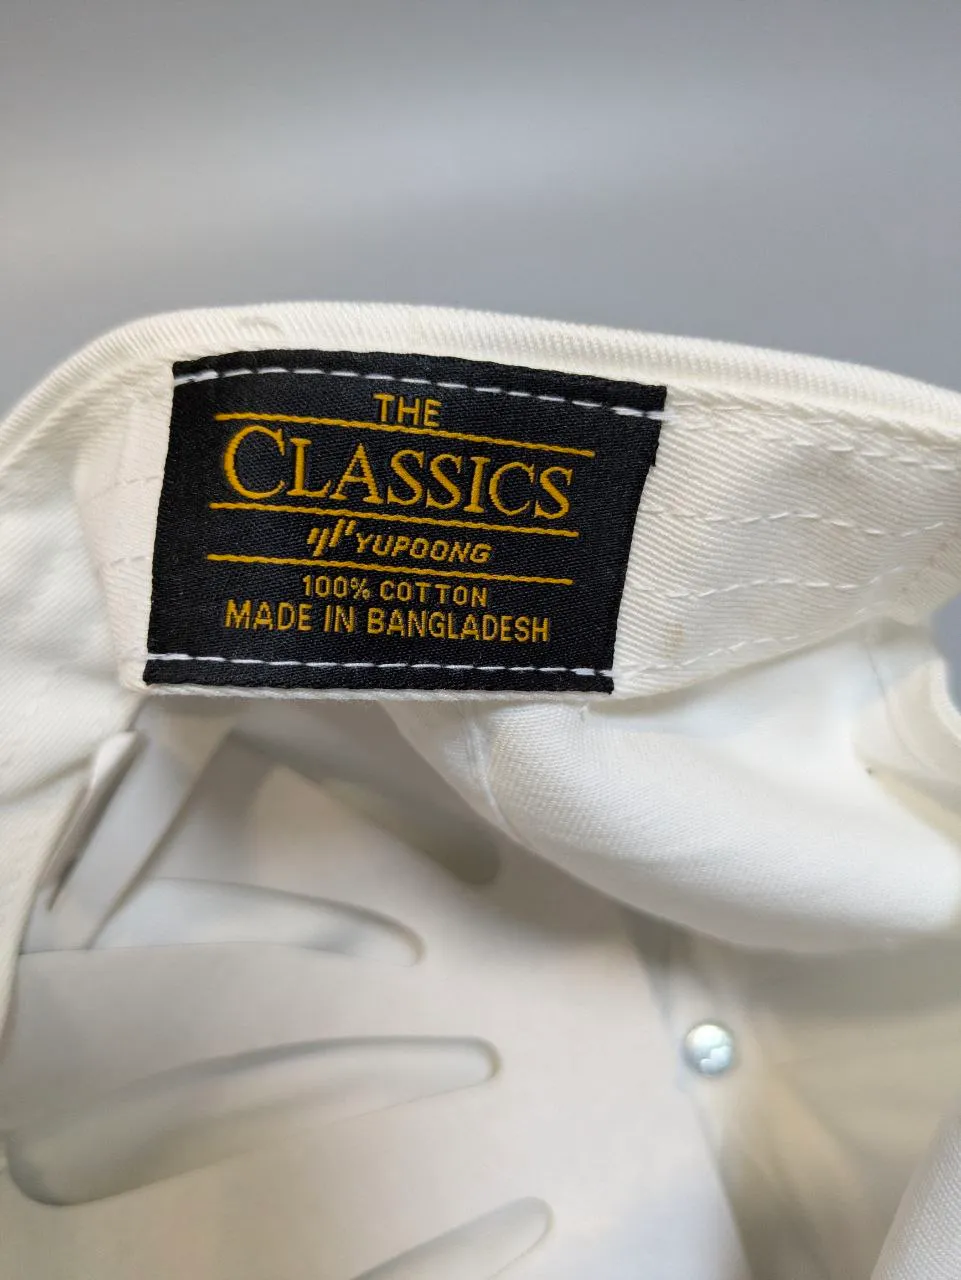 THE
CLASSICS
YUPOONG
100% COTTON
MADE IN BANGLADESH